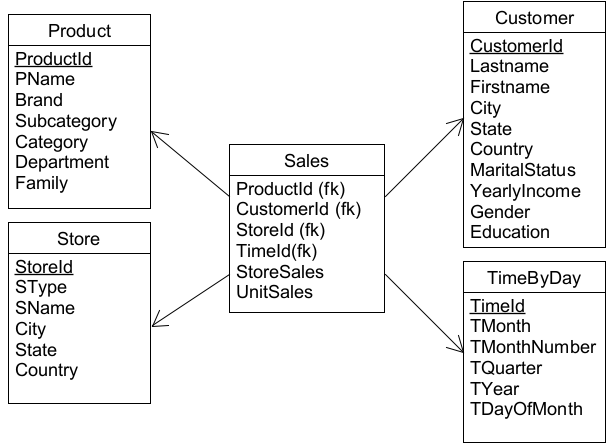 Product
ProductId
PName
Brand
Subcategory
Category
Department
Family
Store
StoreId
SType
SName
City
State
Country
Sales
ProductId (fk)
CustomerId (fk)
StoreId (fk)
TimeId(fk)
StoreSales
UnitSales
Customer
CustomerId
Lastname
Firstname
City
State
Country
MaritalStatus
YearlyIncome
Gender
Education
TimeByDay
TimeId
TMonth
TMonthNumber
TQuarter
TYear
TDayOfMonth